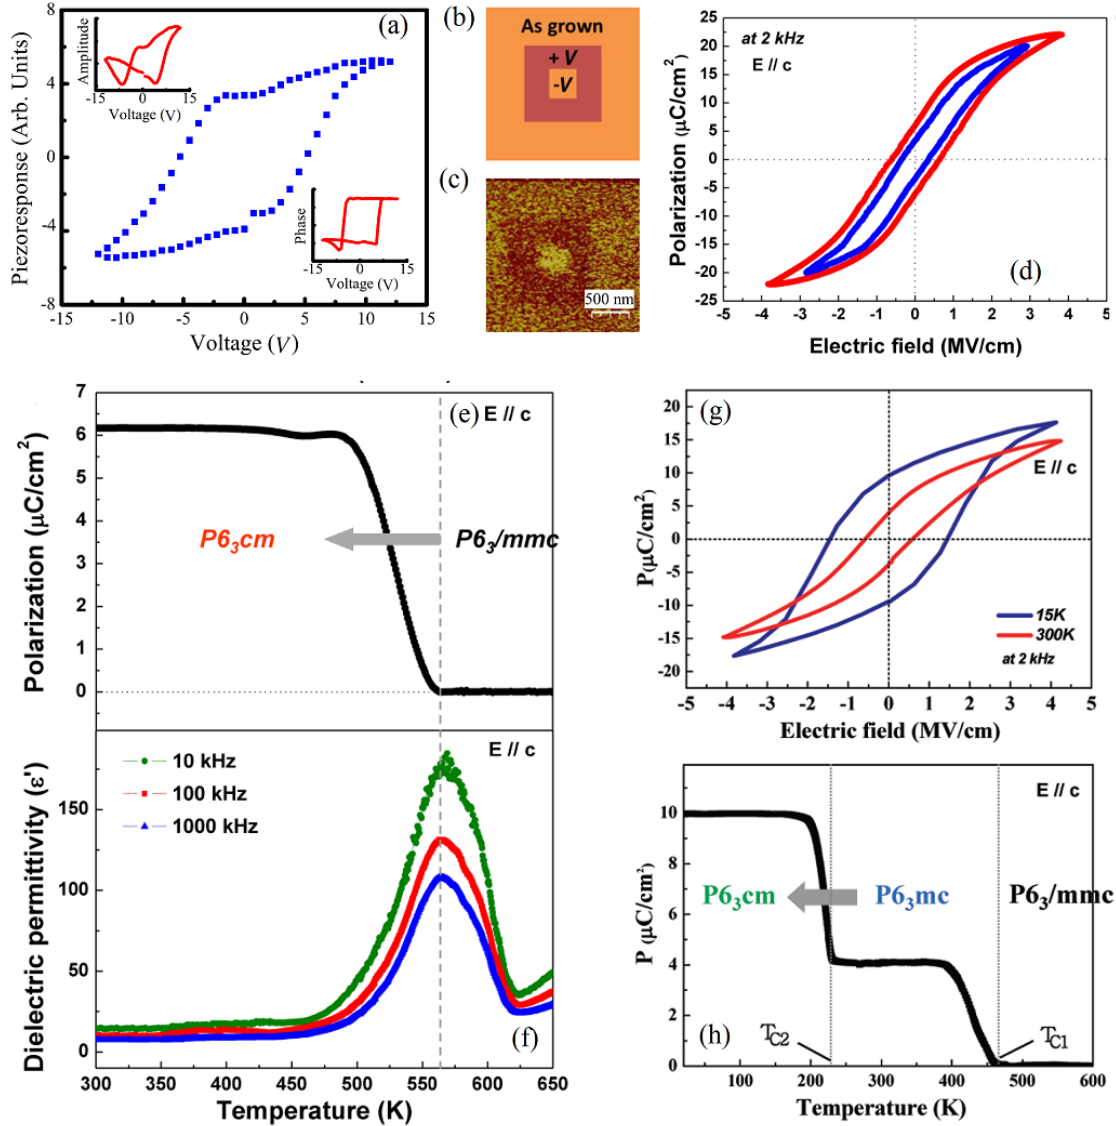 (a)
Amplitude
-15 0 15
Voltage (V)
Piezoresponse (Arb. Units)
8
4
0
-4
-8
Phase
-15 0 15
Voltage (V)
-15 -10 -5 0 5 10 15
Voltage (V)
(b)
As grown
+ V
-V
(c)
500 nm
at 2 kHz
E // c
Polarization (μC/cm²)
25
20
15
10
5
0
-5
-10
-15
-20
-25
(d)
-5 -4 -3 -2 -1 0 1 2 3 4 5
Electric field (MV/cm)
(e)
E // c
Polarization (μC/cm²)
7
6
5
4
3
2
1
0
P6₃cm
P6₃/mmc
E // c
10 kHz
100 kHz
1000 kHz
Dielectric permittivity (ε')
150
100
50
0
(f)
300 350 400 450 500 550 600 650
Temperature (K)
(g)
E // c
P(μC/cm²)
20
15
10
5
0
-5
-10
-15
-20
15K
300K
at 2 kHz
-5 -4 -3 -2 -1 0 1 2 3 4 5
Electric field (MV/cm)
E // c
P (μC/cm²)
10
8
6
4
2
0
P6₃cm
P6₃mc
P6₃/mmc
(h)
T_C2
T_C1
100 200 300 400 500 600
Temperature (K)